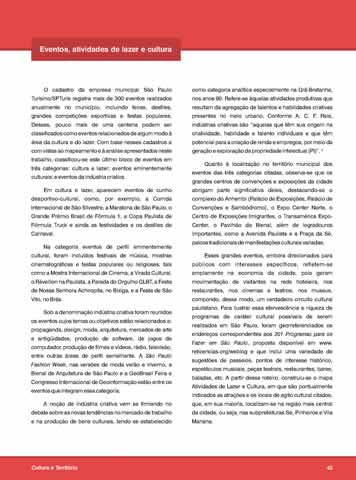 Eventos, atividades de lazer e cultura
O cadastro da empresa municipal São Paulo
Turismo/SPTuris registra mais de 300 eventos realizados
anualmente no município, incluindo feiras, desfiles,
grandes competições esportivas e festas populares.
Desses, pouco mais de uma centena podem ser
classificados como eventos relacionados de algum modo à
área da cultura e do lazer. Com base nesses cadastros e
com vistas ao mapeamento e à análise apresentados neste
trabalho, classificou-se este último bloco de eventos em
três categorias: cultura e lazer; eventos eminentemente
culturais; e eventos da indústria criativa.
Em cultura e lazer, aparecem eventos de cunho
desportivo-cultural, como, por exemplo, a Corrida
Internacional de São Silvestre, a Maratona de São Paulo, o
Grande Prêmio Brasil de Fórmula 1, a Copa Paulista de
Fórmula Truck e ainda as festividades e os desfiles de
Carnaval.
Na categoria eventos de perfil eminentemente
cultural, foram incluídos festivais de música, mostras
cinematográficas e festas populares ou religiosas, tais
como a Mostra Internacional de Cinema, a Virada Cultural,
o Réveillon na Paulista, a Parada do Orgulho GLBT, a Festa
de Nossa Senhora Achiropita, no Bixiga, e a Festa de São
Vito, no Brás.
Sob a denominação indústria criativa foram reunidos
os eventos cujos temas ou objetivos estão relacionados a:
propaganda, design, moda, arquitetura, mercados de arte
e antigüidades, produção de software, de jogos de
computador, produção de filmes e vídeos, rádio, televisão,
entre outras áreas de perfil semelhante. A São Paulo
Fashion Week, nas versões de moda verão e inverno, a
Bienal de Arquitetura de São Paulo e a GeoBrasil Feira e
Congresso Internacional de Geoinformação estão entre os
eventos que integram essa categoria.
A noção de indústria criativa vem se firmando no
debate sobre as novas tendências no mercado de trabalho
e na produção de bens culturais, tendo se estabelecido
como categoria analítica especialmente na Grã-Bretanha,
nos anos 90. Refere-se àquelas atividades produtivas que
resultam da agregação de talentos e habilidades criativas
presentes no meio urbano. Conforme A. C. F. Reis,
indústrias criativas são "aquelas que têm sua origem na
criatividade, habilidade e talento individuais e que têm
potencial para a criação de renda e empregos, por meio da
geração e exploração da propriedade intelectual (PI)".
Quanto à localização no território municipal dos
eventos das três categorias citadas, observa-se que os
grandes centros de convenções e exposições da cidade
abrigam parte significativa deles, destacando-se o
complexo do Anhembi (Palácio de Exposições, Palácio de
Convenções e Sambódromo), o Expo Center Norte, o
Centro de Exposições Imigrantes, o Transamérica Expo-
Center, o Pavilhão da Bienal, além de logradouros
importantes, como a Avenida Paulista e a Praça da Sé,
palcos tradicionais de manifestações culturais variadas.
Esses grandes eventos, embora direcionados para
públicos com interesses específicos, refletem-se
amplamente na economia da cidade, pois geram
movimentação de visitantes na rede hoteleira, nos
restaurantes, nos cinemas e teatros, nos museus,
compondo, desse modo, um verdadeiro circuito cultural
paulistano. Para ilustrar essa efervescência e riqueza de
programas de caráter cultural possíveis de serem
realizados em São Paulo, foram georreferenciados os
endereços correspondentes aos 201 Programas para se
Fazer em São Paulo, proposta disponível em www.
reticencias.org/weblog e que inclui uma variedade de
sugestões de passeios, pontos de interesse histórico,
espetáculos musicais, peças teatrais, restaurantes, bares,
baladas, etc. A partir desse roteiro, construiu-se o mapa
Atividades de Lazer e Cultura, em que são pontualmente
indicados as atrações e os locais de agito cultural citados,
que, em sua maioria, localizam-se na região mais central
da cidade, ou seja, nas subprefeituras Sé, Pinheiros e Vila
Mariana.
Cultura e Território